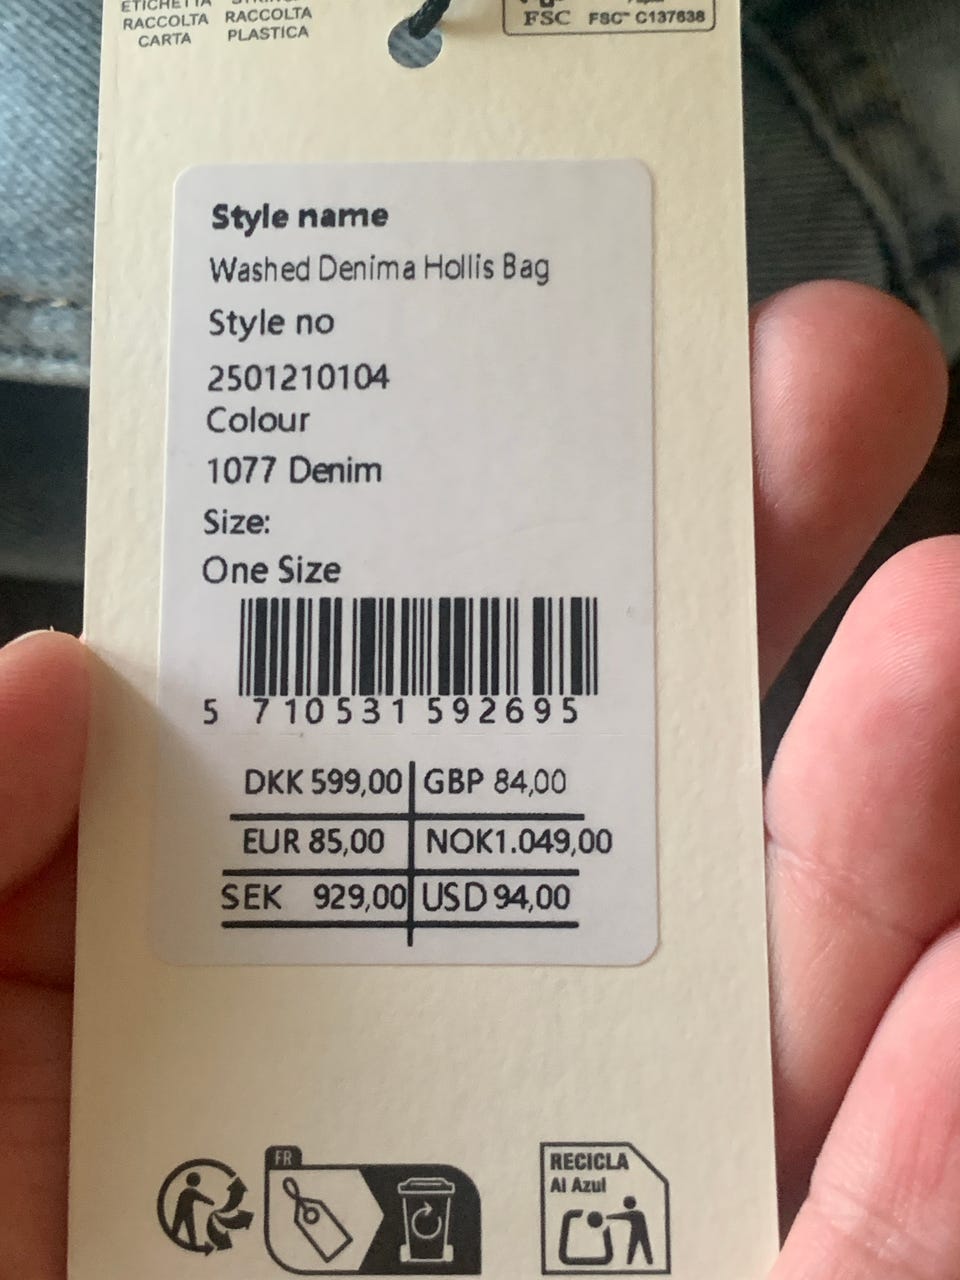 ETICHETTA
RACCOLTA
CARTA
RACCOLTA
PLASTICA
FSC FSC™ C137638
Style name
Washed Denima Hollis Bag
Style no
2501210104
Colour
1077 Denim
Size:
One Size
5 710531 592695
DKK 599,00 GBP 84,00
EUR 85,00 NOK1.049,00
SEK 929,00 USD 94,00
FR
RECICLA
Al Azul